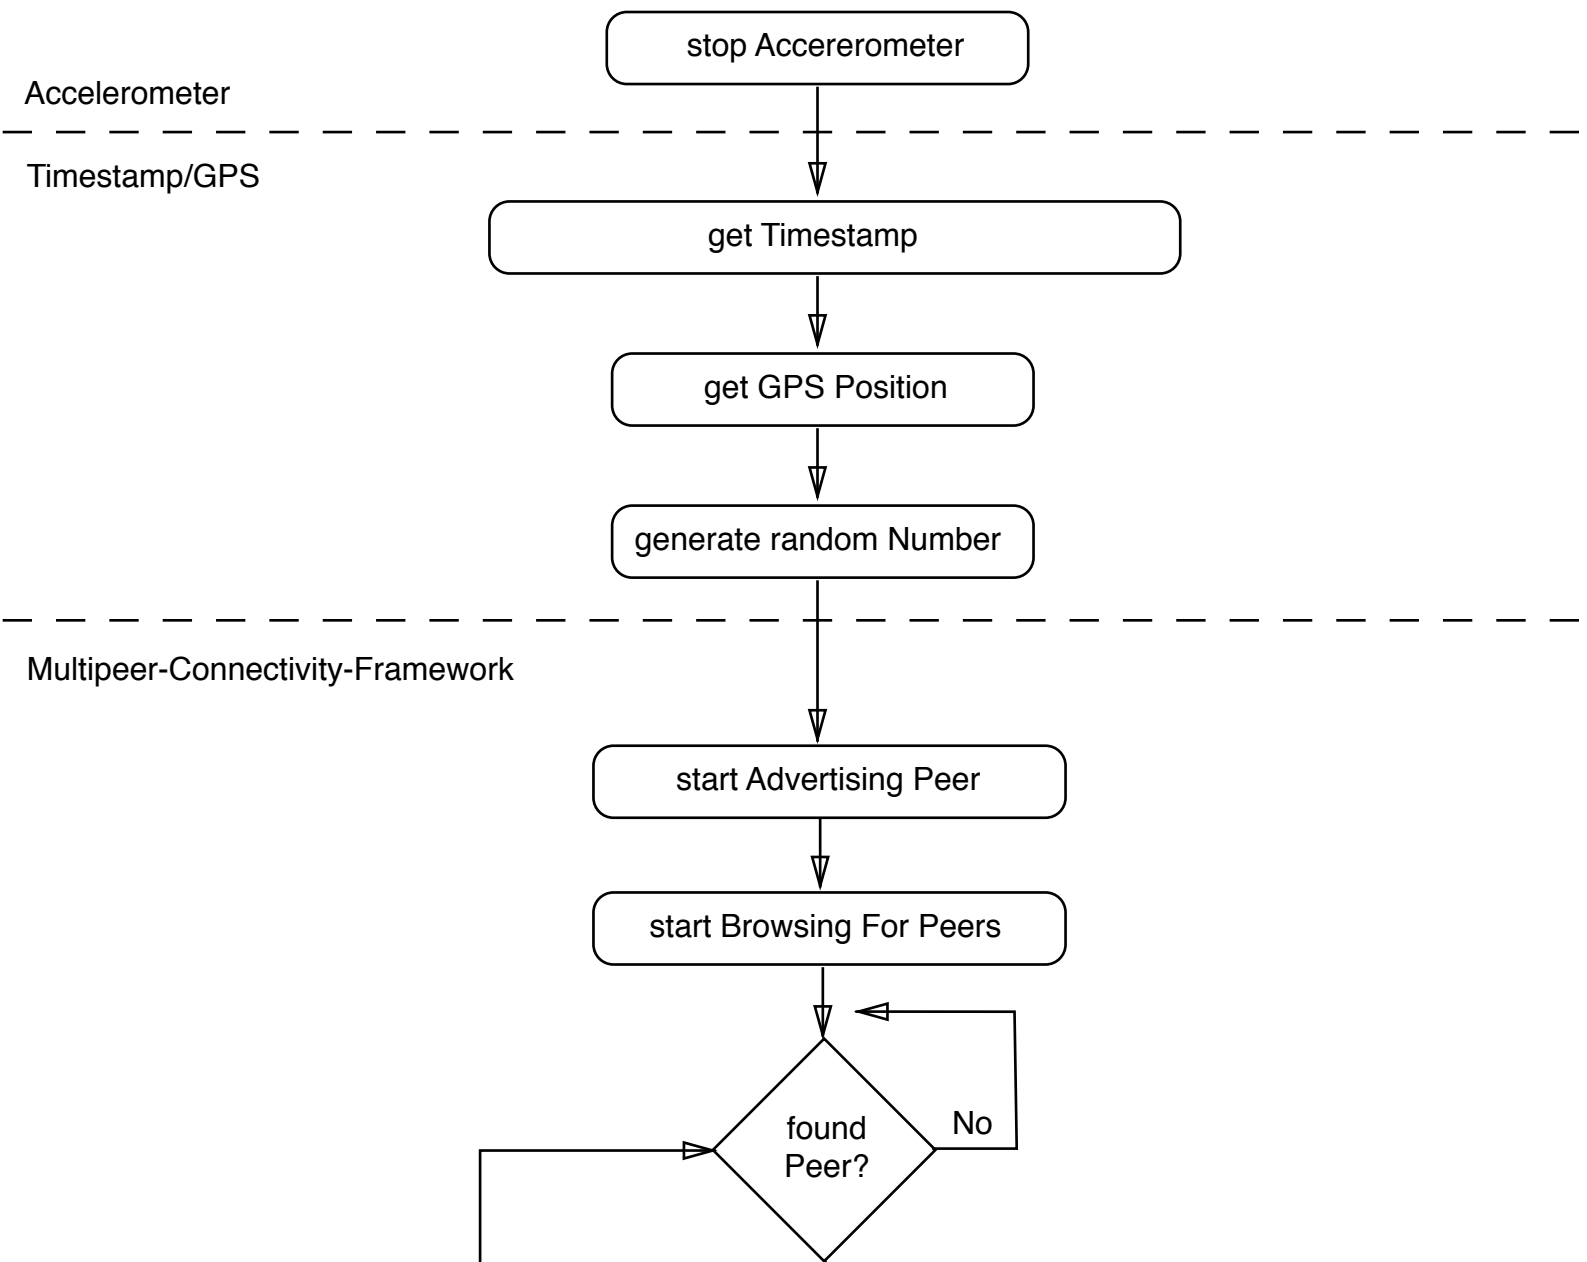 stop Accererometer
Accelerometer
Timestamp/GPS
get Timestamp
get GPS Position
generate random Number
Multipeer-Connectivity-Framework
start Advertising Peer
start Browsing For Peers
No
found
Peer?